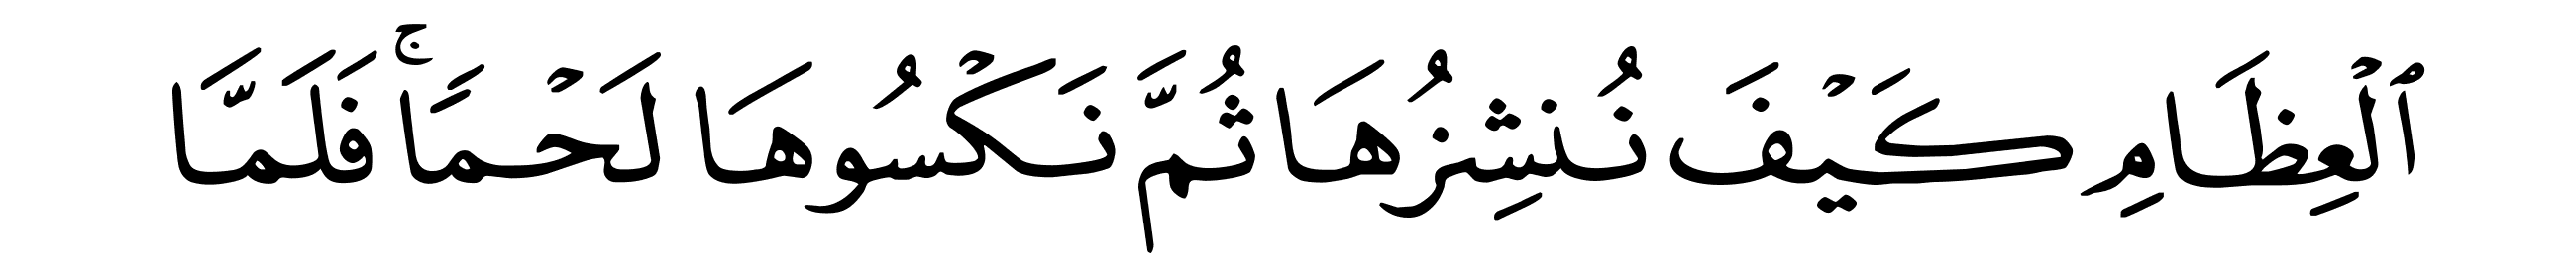 ٱلْعِظَامِ كَيْفَ نُنشِزُهَا ثُمَّ نَكْسُوهَا لَحْمًاۚ فَلَمَّا